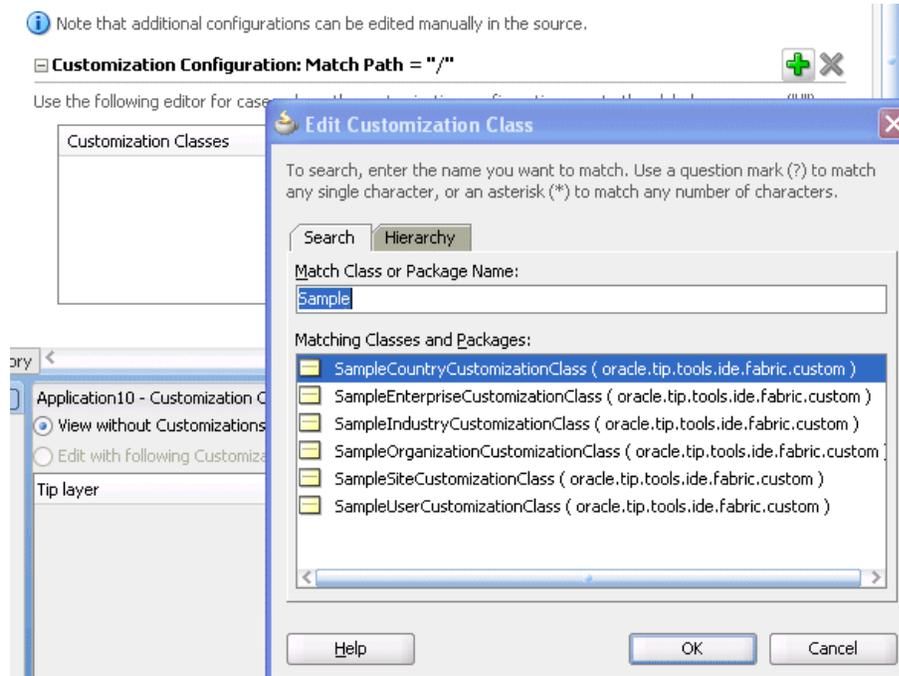 Note that additional configurations can be edited manually in the source.
Customization Configuration: Match Path = "/"
Use the following editor for
Customization Classes
Edit Customization Class
To search, enter the name you want to match. Use a question mark (?) to match
any single character, or an asterisk (*) to match any number of characters.
Search
Hierarchy
Match Class or Package Name:
Sample
Matching Classes and Packages:
SampleCountryCustomizationClass ( oracle.tip.tools.ide.fabric.custom )
SampleEnterpriseCustomizationClass ( oracle.tip.tools.ide.fabric.custom )
SampleIndustryCustomizationClass ( oracle.tip.tools.ide.fabric.custom )
SampleOrganizationCustomizationClass ( oracle.tip.tools.ide.fabric.custom
SampleSiteCustomizationClass ( oracle.tip.tools.ide.fabric.custom )
SampleUserCustomizationClass ( oracle.tip.tools.ide.fabric.custom )
Help
OK
Cancel
ory
Application10 - Customization C
View without Customizations
Edit with following Customiza
Tip layer